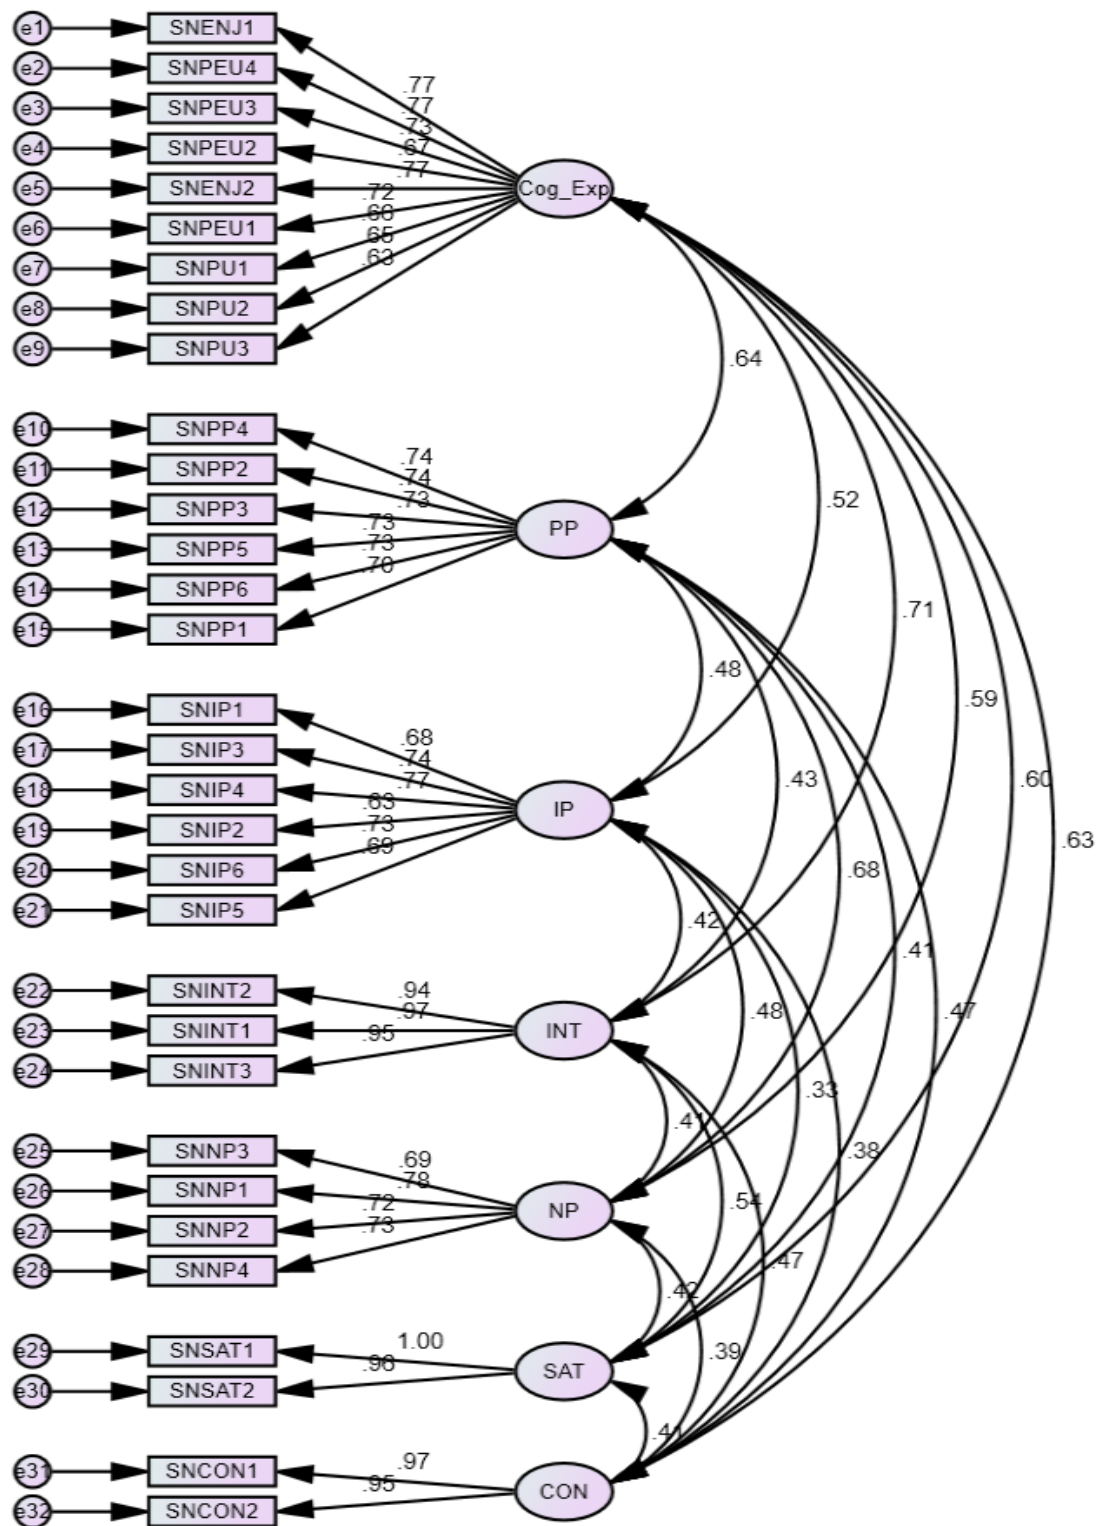 e1 SNENJ1
e2 SNPEU4
e3 SNPEU3
e4 SNPEU2
e5 SNENJ2
e6 SNPEU1
e7 SNPU1
e8 SNPU2
e9 SNPU3
.77
.77
.73
.67
.77
.72
.66
.65
.63
Cog_Exp
e10 SNPP4
e11 SNPP2
e12 SNPP3
e13 SNPP5
e14 SNPP6
e15 SNPP1
.74
.74
.73
.73
.73
.70
PP
e16 SNIP1
e17 SNIP3
e18 SNIP4
e19 SNIP2
e20 SNIP6
e21 SNIP5
.68
.74
.77
.63
.73
.69
IP
e22 SNINT2
e23 SNINT1
e24 SNINT3
.94
.97
.95
INT
e25 SNNP3
e26 SNNP1
e27 SNNP2
e28 SNNP4
.69
.78
.72
.73
NP
e29 SNSAT1
e30 SNSAT2
1.00
SAT
e31 SNCON1
e32 SNCON2
.97
.95
CON
.64
.52
.71
.59
.60
.63
.48
.43
.68
.41
.47
.42
.48
.33
.38
.41
.54
.47
.42
.39
.41